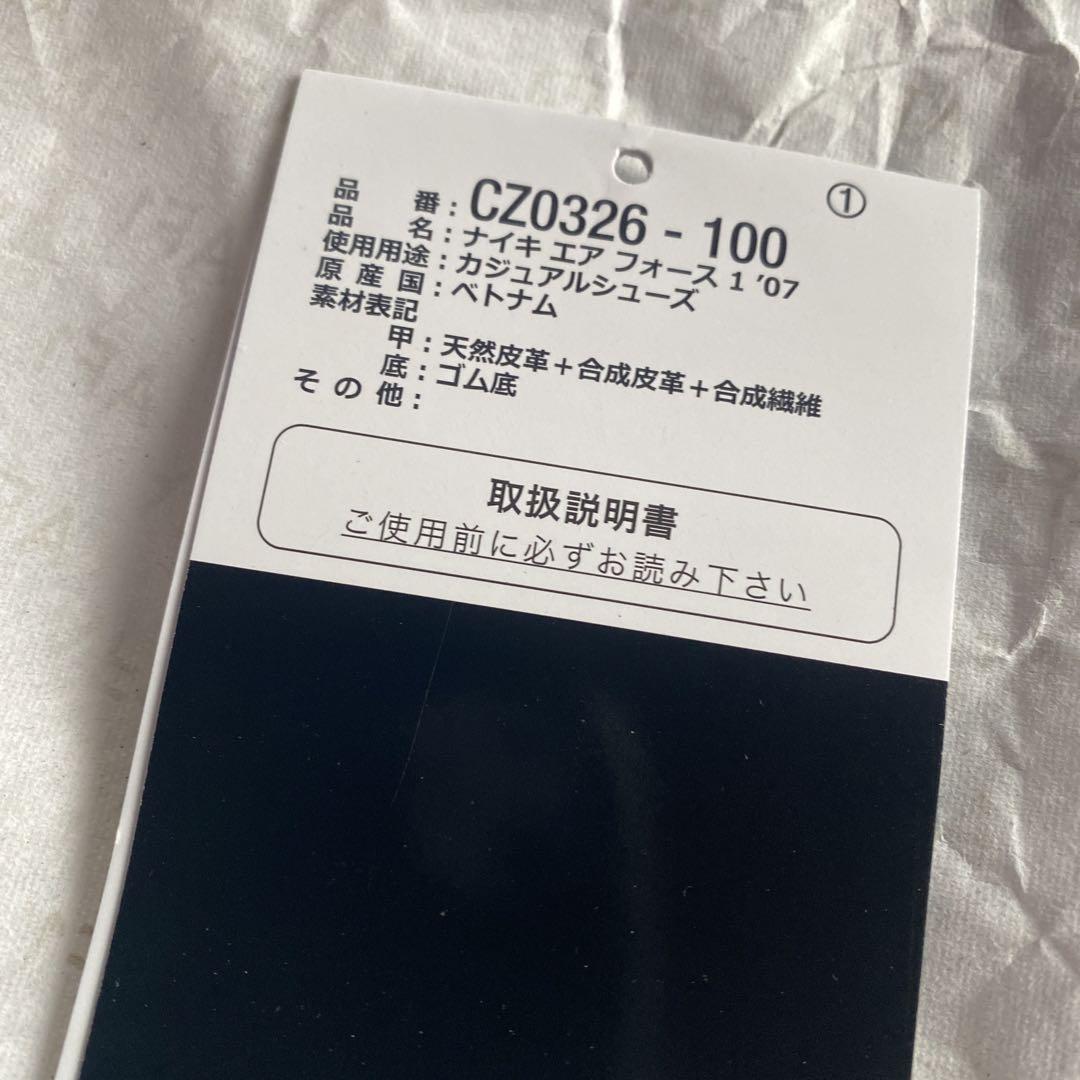 ①
品 番 : CZ0326 - 100
品 名 : ナイキ エア フォース 1 '07
使用用途 : カジュアルシューズ
原 産 国 : ベトナム
素材表記
甲 : 天然皮革＋合成皮革＋合成繊維
底 : ゴム底
そ の 他 :
取扱説明書
ご使用前に必ずお読み下さい